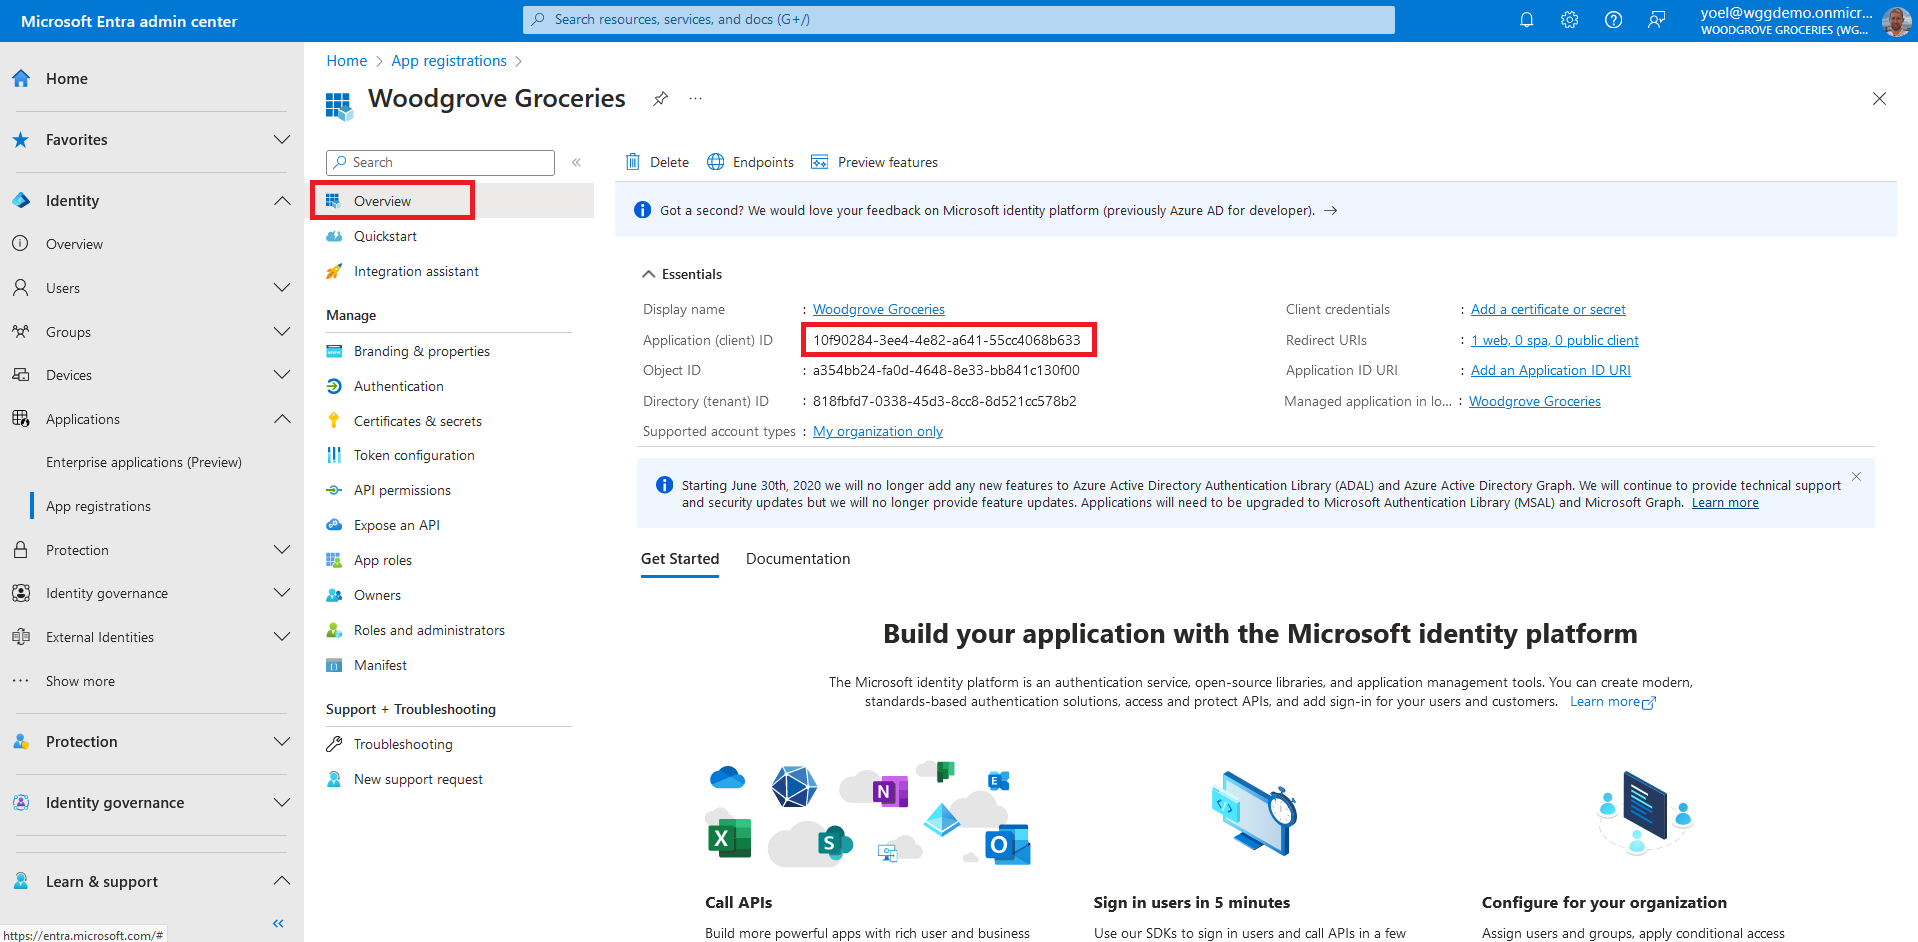 Microsoft Entra admin center
Search resources, services, and docs (G+/)
yoel@wggdemo.onmicr...
WOODGROVE GROCERIES (WG...
Home
Favorites
Identity
Overview
Users
Groups
Devices
Applications
Enterprise applications (Preview)
App registrations
Protection
Identity governance
External Identities
Show more
Protection
Identity governance
Learn & support
https://entra.microsoft.com/#
Home
App registrations
Woodgrove Groceries
Search
Overview
Quickstart
Integration assistant
Manage
Branding & properties
Authentication
Certificates & secrets
Token configuration
API permissions
Expose an API
App roles
Owners
Roles and administrators
Manifest
Support + Troubleshooting
Troubleshooting
New support request
Delete
Endpoints
Preview features
Got a second? We would love your feedback on Microsoft identity platform (previously Azure AD for developer).
Essentials
Display name : Woodgrove Groceries
Application (client) ID 10f90284-3ee4-4e82-a641-55cc4068b633
Object ID : a354bb24-fa0d-4648-8e33-bb841c130f00
Directory (tenant) ID : 818fbfd7-0338-45d3-8cc8-8d521cc578b2
Supported account types : My organization only
Client credentials : Add a certificate or secret
Redirect URIs : 1 web, 0 spa, 0 public client
Application ID URI : Add an Application ID URI
Managed application in lo... : Woodgrove Groceries
Starting June 30th, 2020 we will no longer add any new features to Azure Active Directory Authentication Library (ADAL) and Azure Active Directory Graph. We will continue to provide technical support
and security updates but we will no longer provide feature updates. Applications will need to be upgraded to Microsoft Authentication Library (MSAL) and Microsoft Graph. Learn more
Get Started
Documentation
Build your application with the Microsoft identity platform
The Microsoft identity platform is an authentication service, open-source libraries, and application management tools. You can create modern,
standards-based authentication solutions, access and protect APIs, and add sign-in for your users and customers. Learn more
N
E
X
S
O
Call APIs
Build more powerful apps with rich user and business
Sign in users in 5 minutes
Use our SDKs to sign in users and call APIs in a few
Configure for your organization
Assign users and groups, apply conditional access